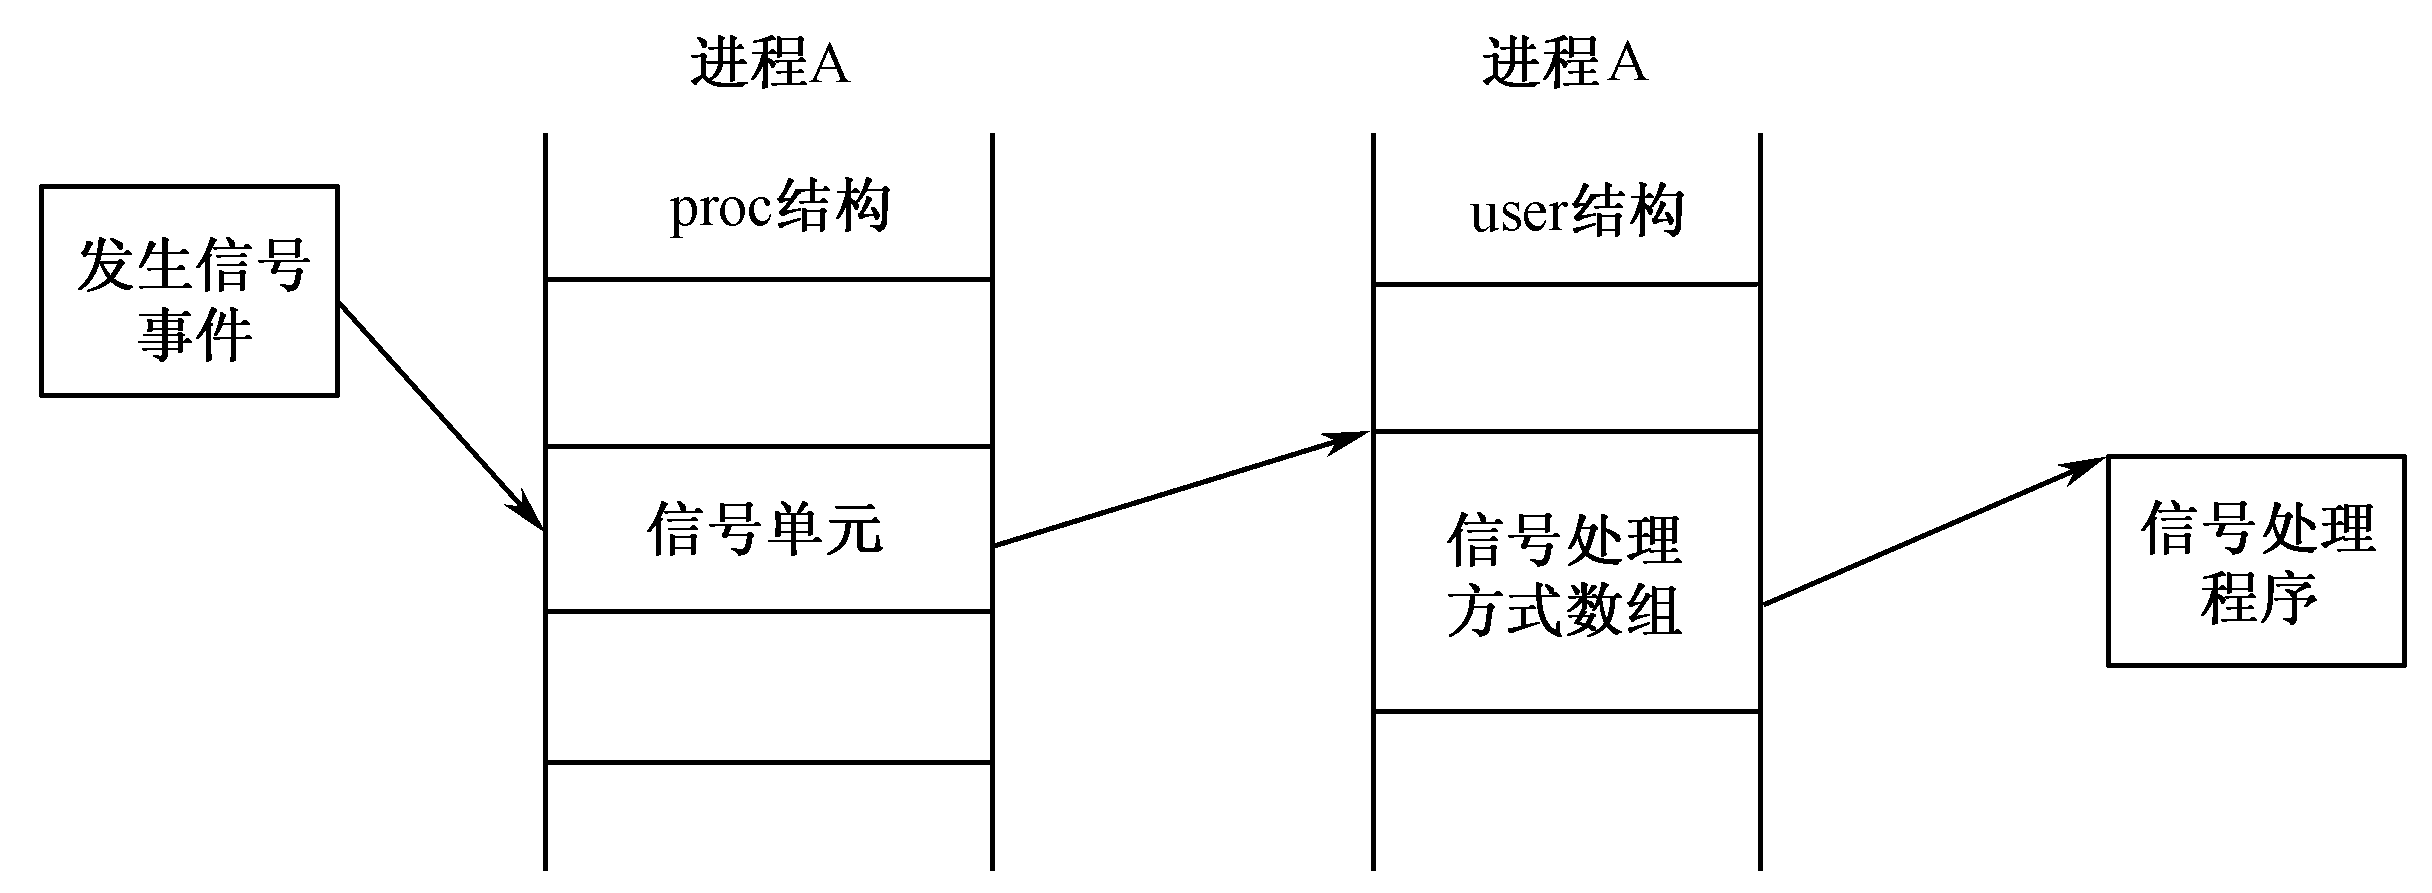 进程A
进程A
proc结构
user结构
发生信号
事件
信号单元
信号处理
方式数组
信号处理
程序